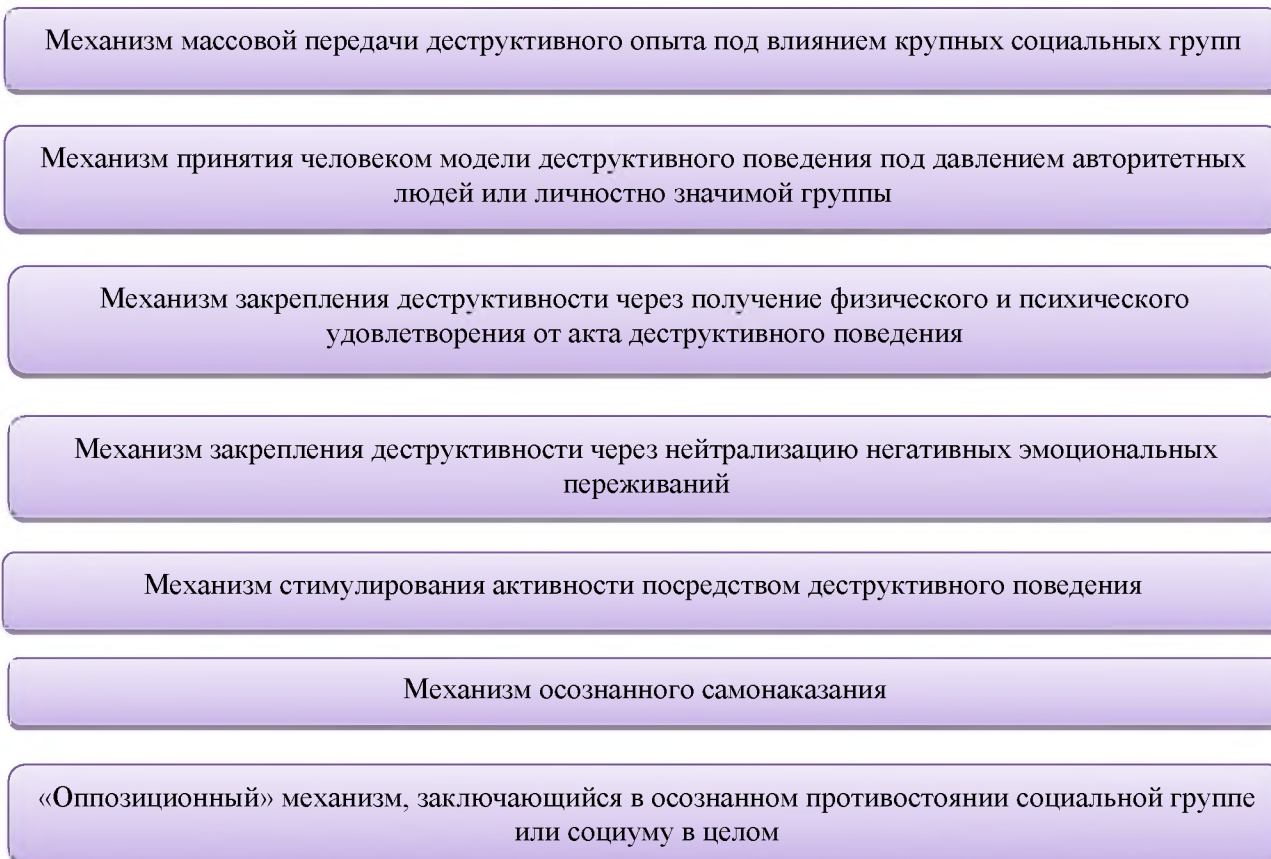 Механизм массовой передачи деструктивного опыта под влиянием крупных социальных групп
Механизм принятия человеком модели деструктивного поведения под давлением авторитетных
людей или личностно значимой группы
Механизм закрепления деструктивности через получение физического и психического
удовлетворения от акта деструктивного поведения
Механизм закрепления деструктивности через нейтрализацию негативных эмоциональных
переживаний
Механизм стимулирования активности посредством деструктивного поведения
Механизм осознанного самонаказания
«Оппозиционный» механизм, заключающийся в осознанном противостоянии социальной группе
или социуму в целом